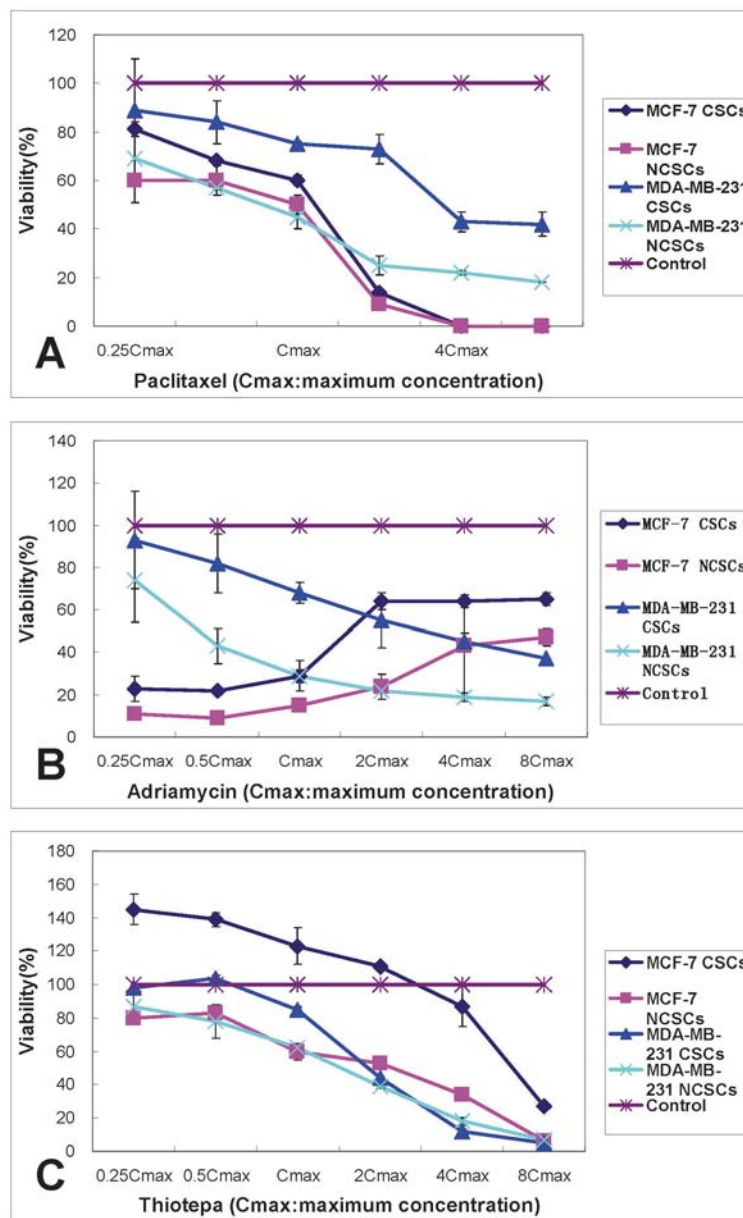 120
100
80
60
40
20
0
Viability(%)
0.25Cmax Cmax 4Cmax
Paclitaxel (Cmax:maximum concentration)
A
MCF-7 CSCs
MCF-7
NCSCs
MDA-MB-231
CSCs
MDA-MB-231
NCSCs
Control
140
120
100
80
60
40
20
0
Viability(%)
0.25Cmax 0.5Cmax Cmax 2Cmax 4Cmax 8Cmax
Adriamycin (Cmax:maximum concentration)
B
MCF-7 CSCs
MCF-7 NCSCs
MDA-MB-231
CSCs
MDA-MB-231
NCSCs
Control
180
160
140
120
100
80
60
40
20
0
Viability(%)
0.25Cmax 0.5Cmax Cmax 2Cmax 4Cmax 8Cmax
Thiotepa (Cmax:maximum concentration)
C
MCF-7 CSCs
MCF-7
NCSCs
MDA-MB-
231 CSCs
MDA-MB-
231 NCSCs
Control